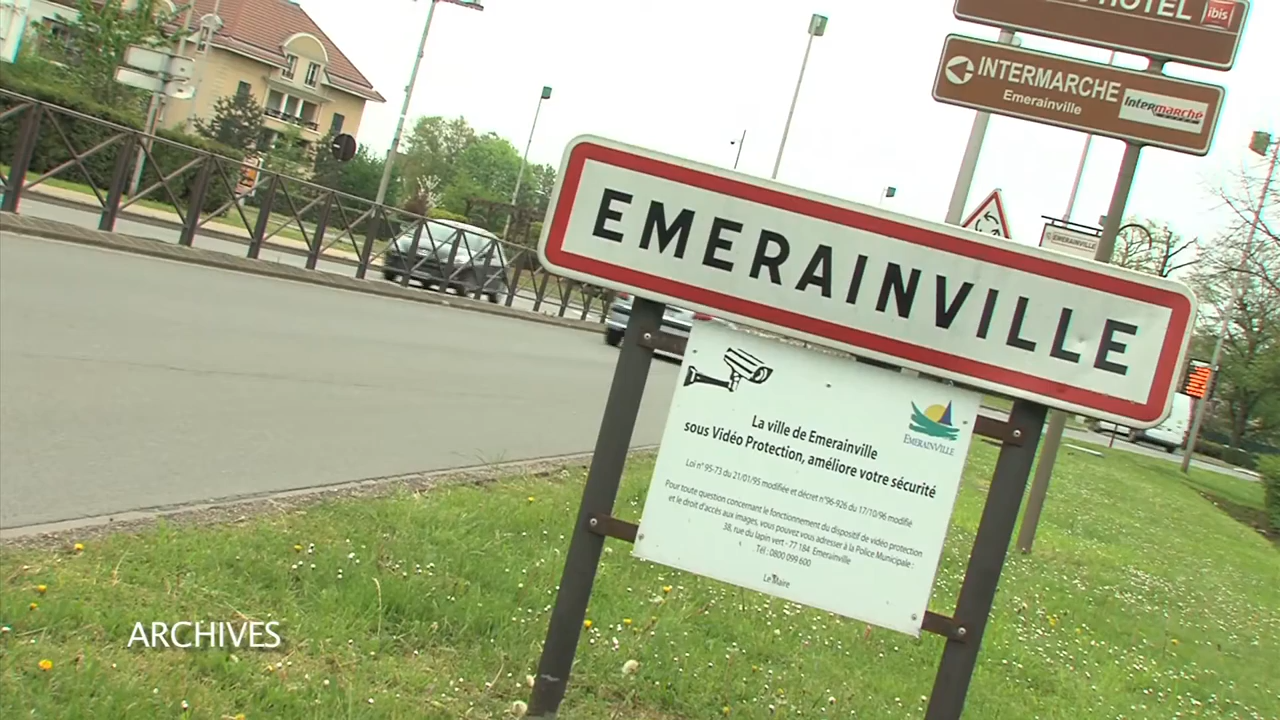 HOTEL ibis
INTERMARCHE
Emerainville
Intermarché
EMERAINVILLE
EMERAINVILLE
La ville de Emerainville
sous Vidéo Protection, améliore votre sécurité
EMERAINVILLE
Loi n° 95-73 du 21/01/95 modifiée et décret n°96-926 du 17/10/96 modifié
Pour toute question concernant le fonctionnement du dispositif de vidéo protection
et le droit d'accès aux images, vous pouvez vous adresser à la Police Municipale :
38, rue du lapin vert - 77 184 Emerainville
Tél : 0800 099 600
Le Maire
ARCHIVES